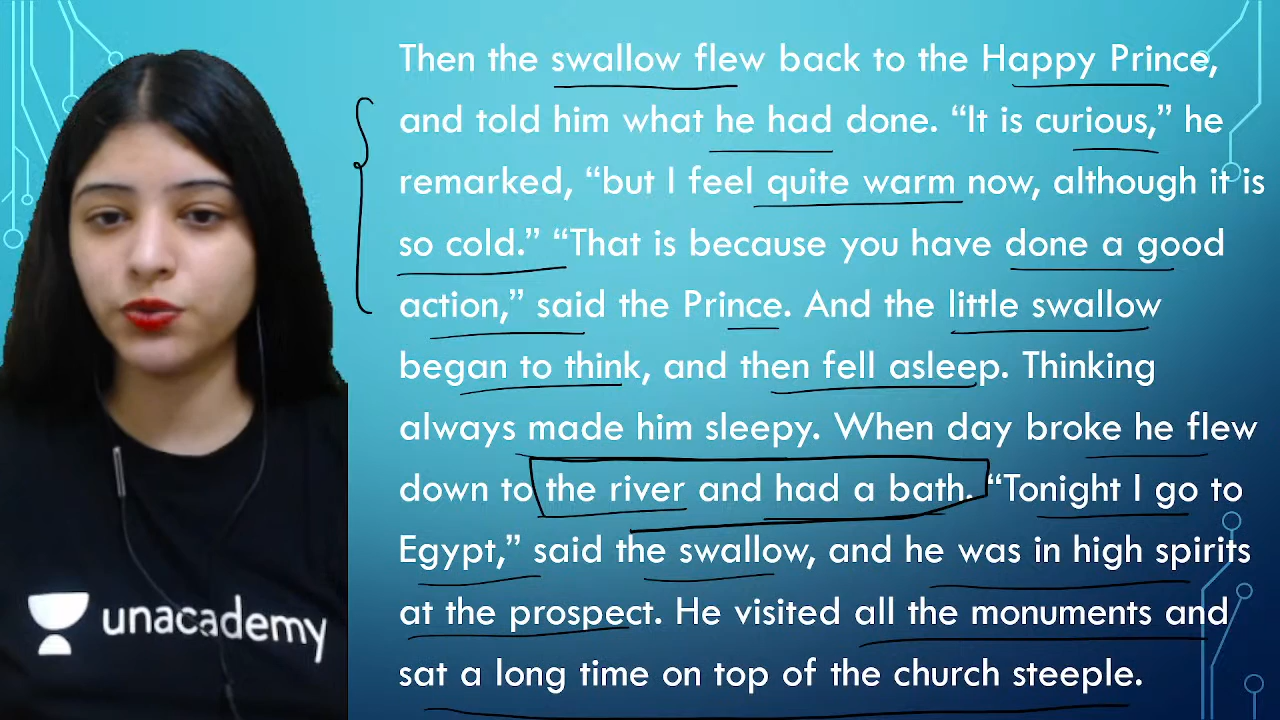 Then the swallow flew back to the Happy Prince,
and told him what he had done. “It is curious,” he
remarked, “but I feel quite warm now, although it is
so cold.” “That is because you have done a good
action,” said the Prince. And the little swallow
began to think, and then fell asleep. Thinking
always made him sleepy. When day broke he flew
down to the river and had a bath. “Tonight I go to
Egypt,” said the swallow, and he was in high spirits
at the prospect. He visited all the monuments and
sat a long time on top of the church steeple.
unacademy